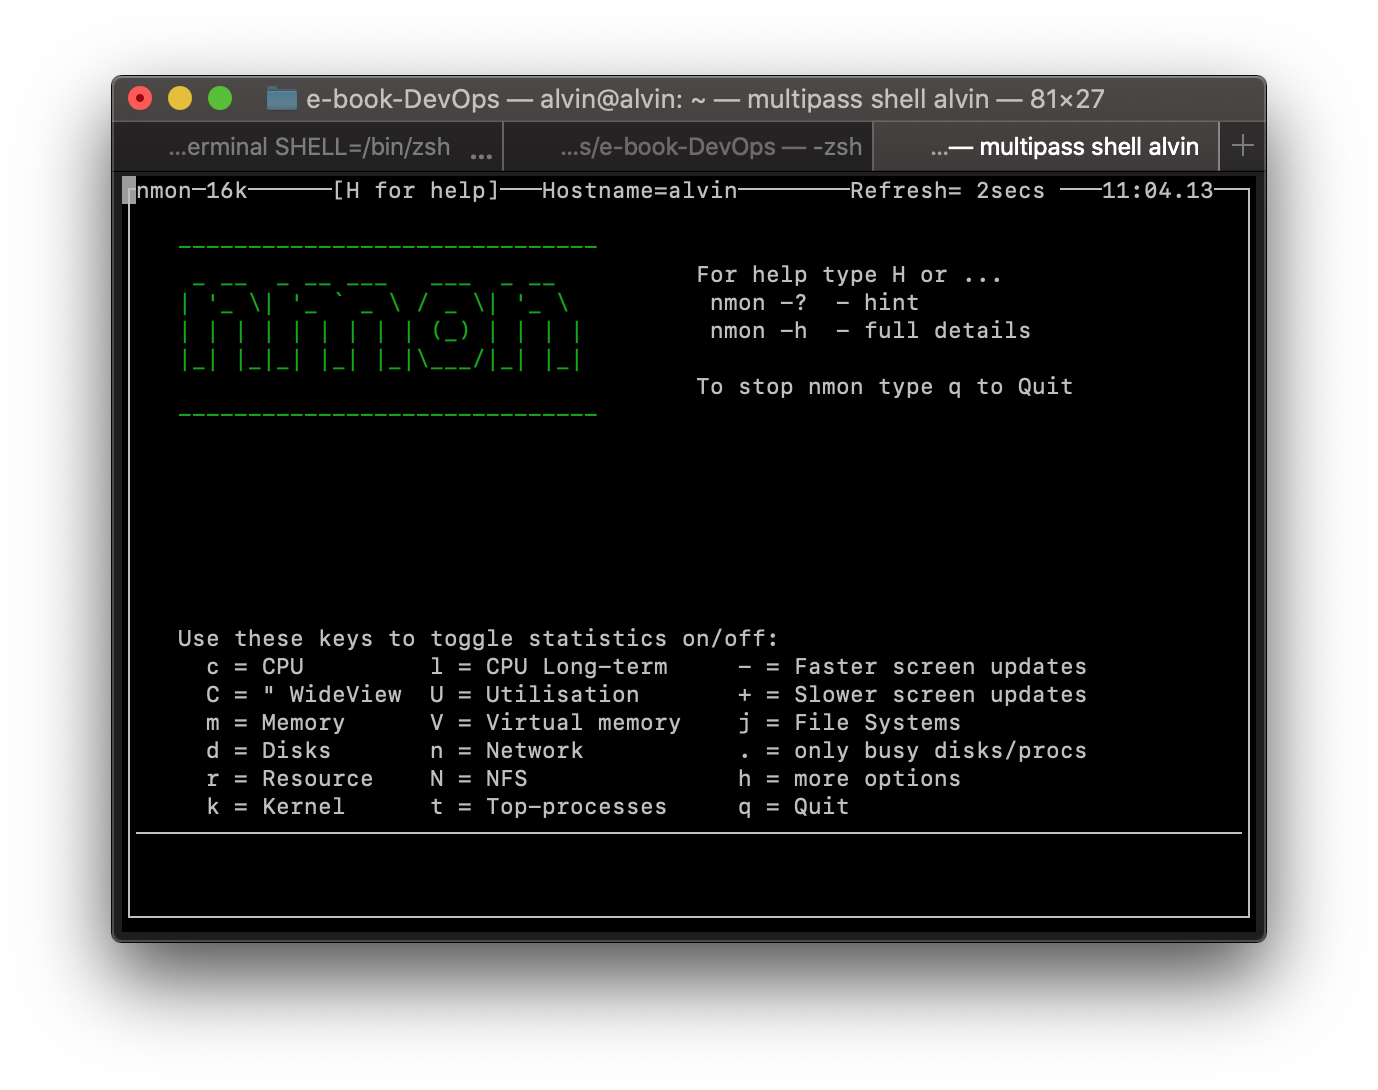 e-book-DevOps — alvin@alvin: ~ — multipass shell alvin — 81×27
...erminal SHELL=/bin/zsh ...
...s/e-book-DevOps — -zsh
...— multipass shell alvin
nmon─16k──────[H for help]───Hostname=alvin────────Refresh= 2secs ───11:04.13──
------------------------------
nmon
------------------------------
For help type H or ...
nmon -?  - hint
nmon -h  - full details
To stop nmon type q to Quit
Use these keys to toggle statistics on/off:
c = CPU         l = CPU Long-term     - = Faster screen updates
C = " WideView  U = Utilisation       + = Slower screen updates
m = Memory      V = Virtual memory    j = File Systems
d = Disks       n = Network           . = only busy disks/procs
r = Resource    N = NFS               h = more options
k = Kernel      t = Top-processes     q = Quit